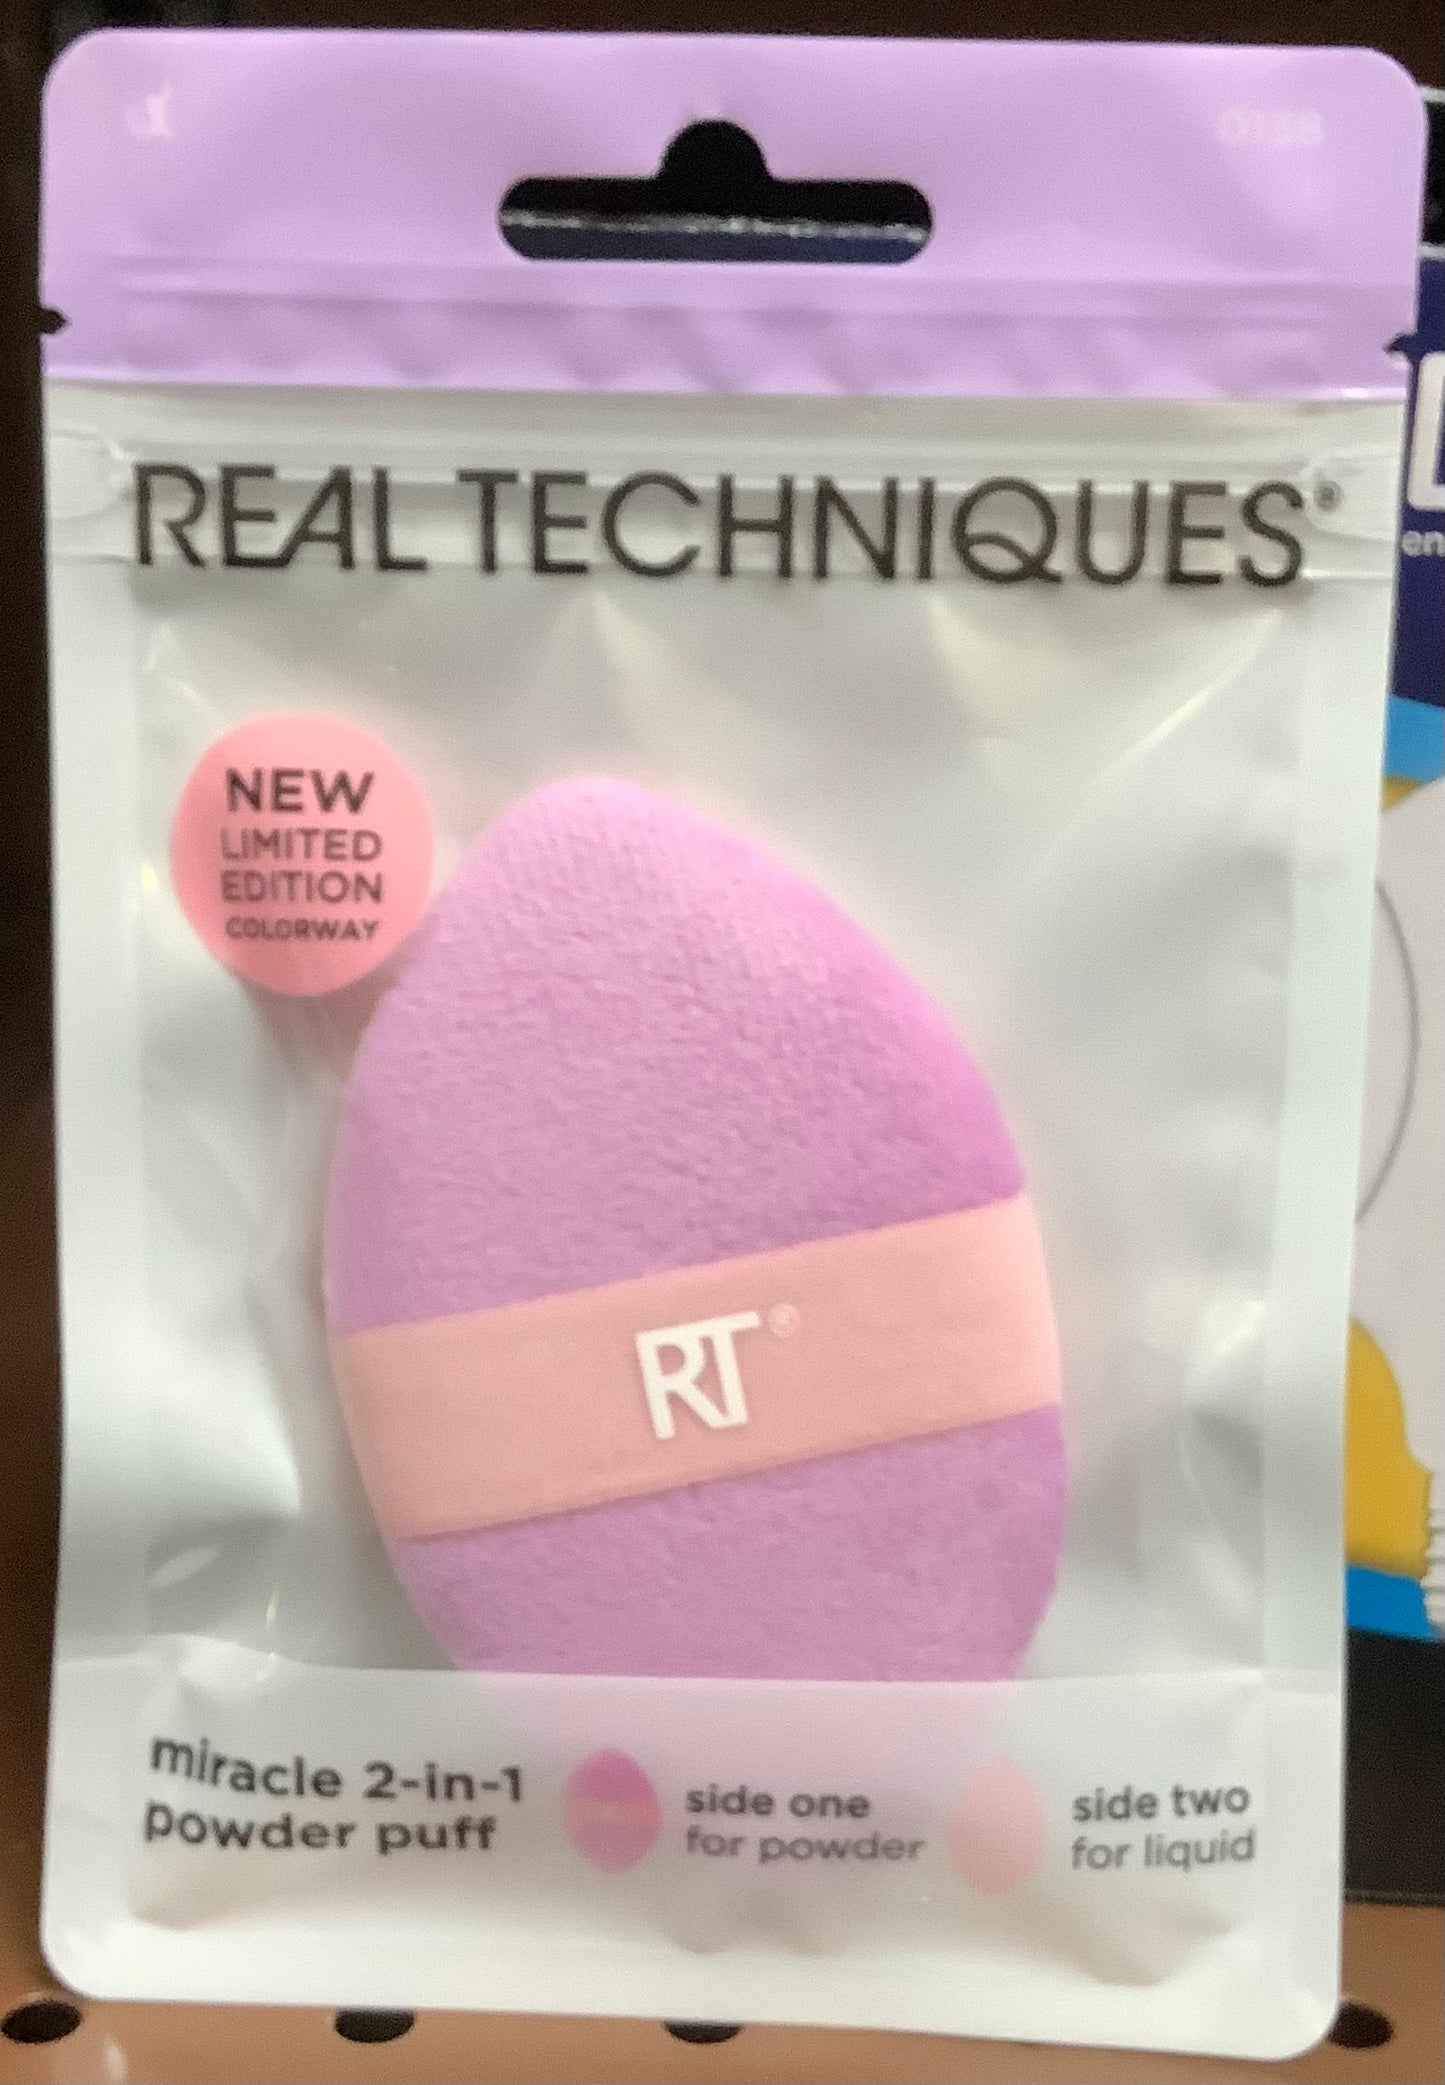 REAL TECHNIQUES®
NEW
LIMITED
EDITION
COLORWAY
RT®
miracle 2-in-1
powder puff
side one
for powder
side two
for liquid
en